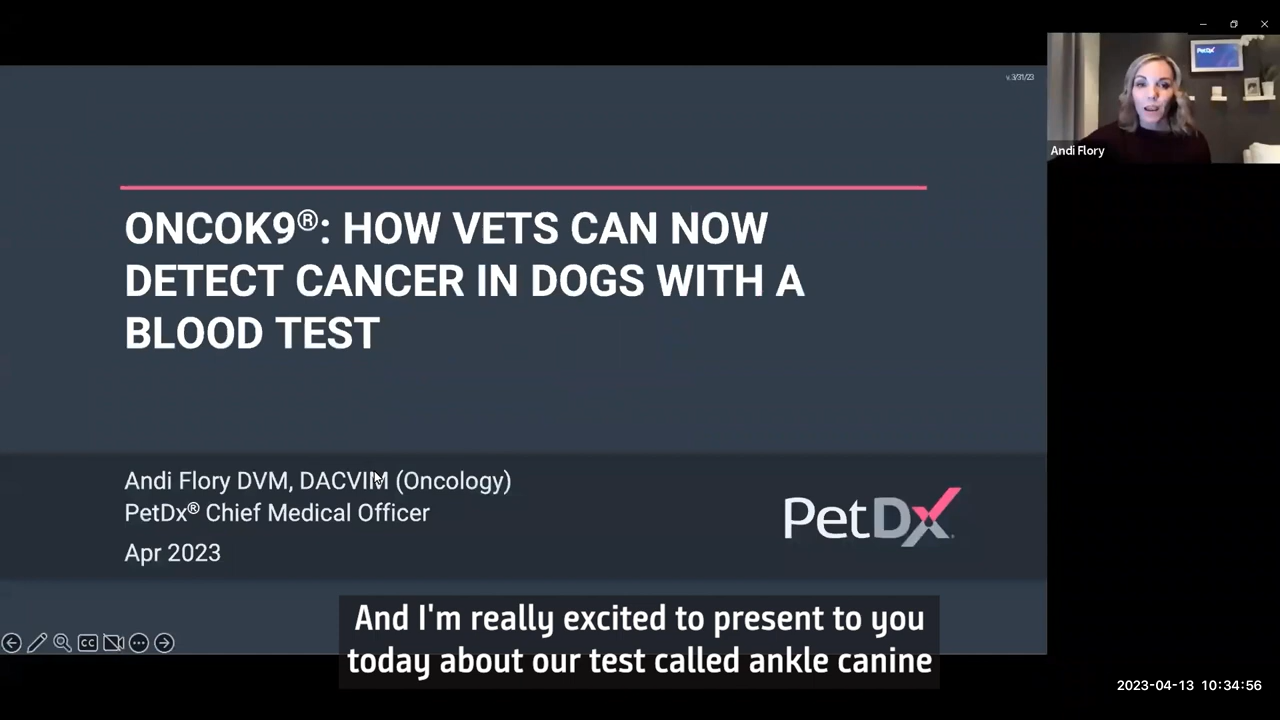 v.3/31/23
Andi Flory
ONCOK9®: HOW VETS CAN NOW
DETECT CANCER IN DOGS WITH A
BLOOD TEST
Andi Flory DVM, DACVIM (Oncology)
PetDx® Chief Medical Officer
Apr 2023
PetDx
CC
And I'm really excited to present to you
today about our test called ankle canine
2023-04-13 10:34:56
PetDx